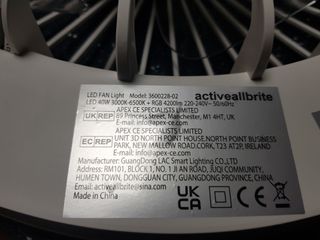 LED FAN Light   Model: 3600228-02   activeallbrite
LED 40W 3000K-6500K + RGB 4200lm 220-240V~ 50/60Hz
UK REP
APEX CE SPECIALISTS LIMITED
89 Princess Street, Manchester, M1 4HT, UK
E-mail: info@apex-ce.com
EC REP
APEX CE SPECIALISTS LIMITED
UNIT 3D NORTH POINT HOUSE,NORTH POINT BUSINESS
PARK,NEW MALLOW ROAD,CORK, T23 AT2P, IRELAND
E-mail:info@apex-ce.com
Manufacturer: GuangDong LAC Smart Lighting CO.,LTD
Address: RM101, BLOCK 1, NO.1 JI AN ROAD, JUQI COMMUNITY,
HUMEN TOWN, DONGGUAN CITY, GUANGDONG PROVINCE, CHINA
Email: activeallbrite@sina.com
Made in China
UK
CA
CE